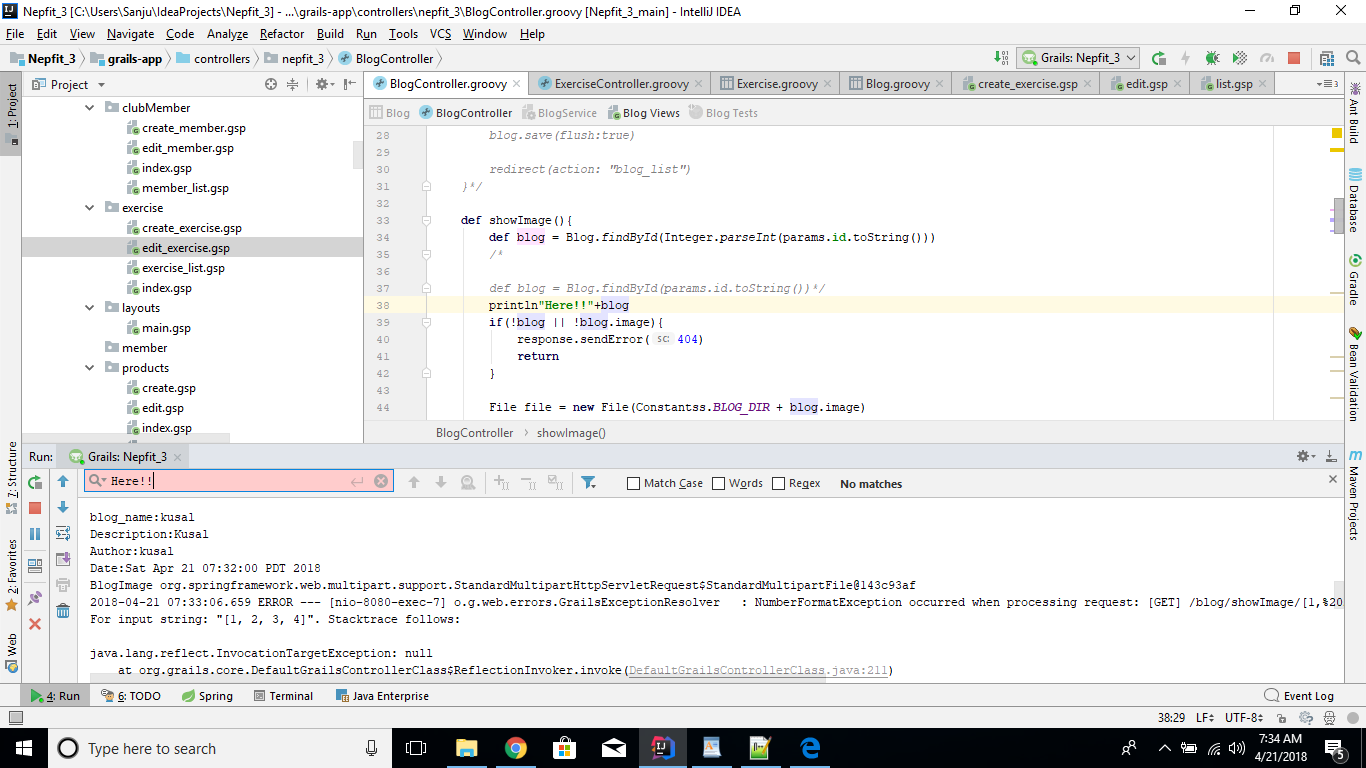 Nepfit_3 [C:\Users\Sanju\IdeaProjects\Nepfit_3] - ...\grails-app\controllers\nepfit_3\BlogController.groovy [Nepfit_3_main] - IntelliJ IDEA
File Edit View Navigate Code Analyze Refactor Build Run Tools VCS Window Help
Nepfit_3 grails-app controllers nepfit_3 BlogController Grails: Nepfit_3
1: Project
7: Structure
2: Favorites
Web
Project
clubMember
create_member.gsp
edit_member.gsp
index.gsp
member_list.gsp
exercise
create_exercise.gsp
edit_exercise.gsp
exercise_list.gsp
index.gsp
layouts
main.gsp
member
products
create.gsp
edit.gsp
index.gsp
BlogController.groovy ExerciseController.groovy Exercise.groovy Blog.groovy create_exercise.gsp edit.gsp list.gsp 3
Blog BlogController BlogService Blog Views Blog Tests
28 blog.save(flush:true)
29
30 redirect(action: "blog_list")
31 }*/
32
33 def showImage(){
34 def blog = Blog.findById(Integer.parseInt(params.id.toString()))
35 /*
36
37 def blog = Blog.findById(params.id.toString())*/
38 println"Here!!"+blog
39 if(!blog || !blog.image){
40 response.sendError( sc: 404)
41 return
42 }
43
44 File file = new File(Constantss.BLOG_DIR + blog.image)
BlogController › showImage()
Ant Build
Database
Gradle
Bean Validation
Maven Projects
Run: Grails: Nepfit_3
Here!! Match Case Words Regex No matches
blog_name:kusal
Description:Kusal
Author:kusal
Date:Sat Apr 21 07:32:00 PDT 2018
BlogImage org.springframework.web.multipart.support.StandardMultipartHttpServletRequest$StandardMultipartFile@143c93af
2018-04-21 07:33:06.659 ERROR --- [nio-8080-exec-7] o.g.web.errors.GrailsExceptionResolver : NumberFormatException occurred when processing request: [GET] /blog/showImage/[1,%20
For input string: "[1, 2, 3, 4]". Stacktrace follows:
java.lang.reflect.InvocationTargetException: null
at org.grails.core.DefaultGrailsControllerClass$ReflectionInvoker.invoke(DefaultGrailsControllerClass.java:211)
4: Run 6: TODO Spring Terminal Java Enterprise Event Log
38:29 LF÷ UTF-8÷
Type here to search
7:34 AM
4/21/2018
5